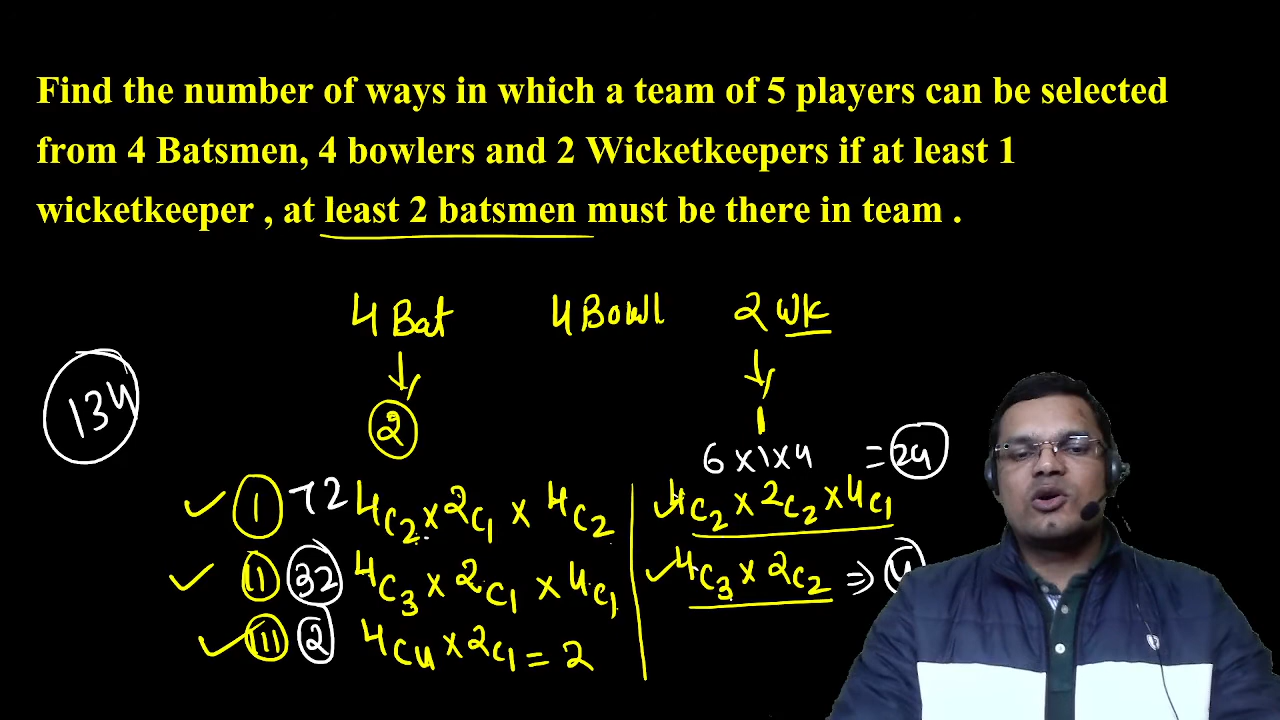 Find the number of ways in which a team of 5 players can be selected
from 4 Batsmen, 4 bowlers and 2 Wicketkeepers if at least 1
wicketkeeper , at least 2 batsmen must be there in team .
4 Bat 4 Bowl 2 WK
134
2 1
6 x 1 x 4 = 24
1 72 4C2 x 2C1 x 4C2 4C2 x 2C2 x 4C1
11 32 4C3 x 2C1 x 4C1 4C3 x 2C2 ⇒ 4
111 2 4C4 x 2C1 = 2